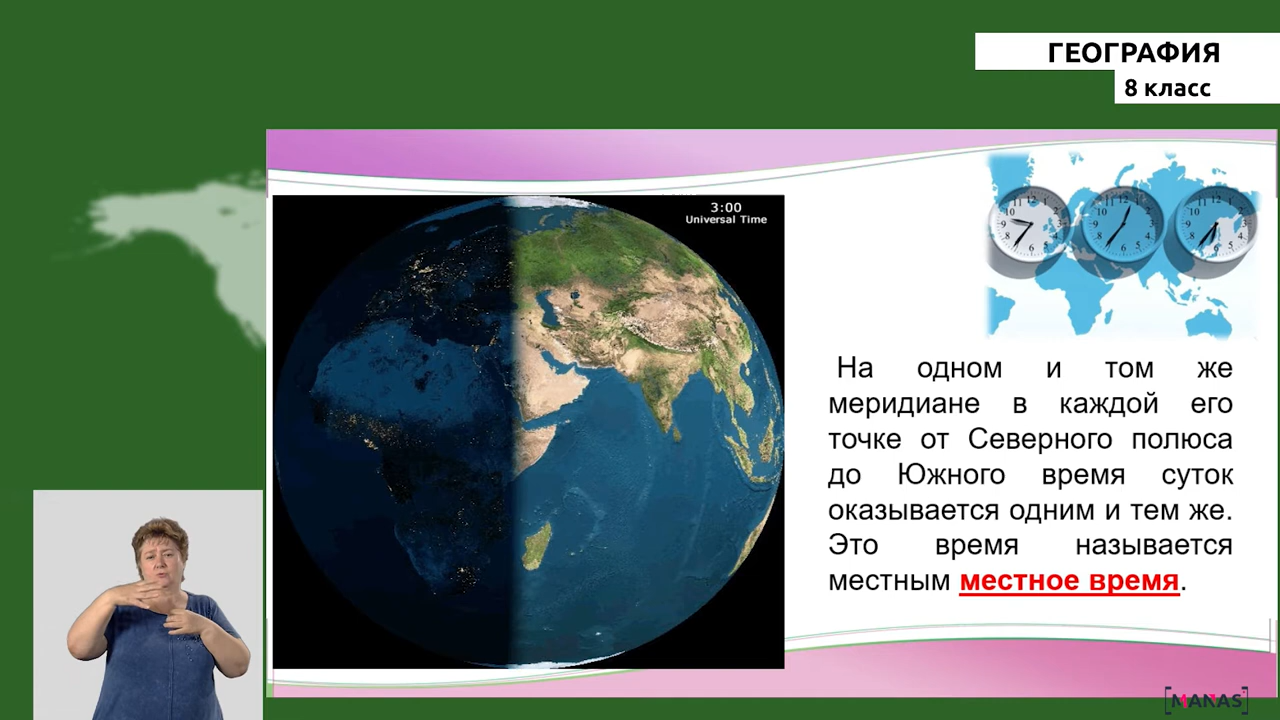 ГЕОГРАФИЯ
8 класс
3:00
Universal Time
На одном и том же
меридиане в каждой его
точке от Северного полюса
до Южного время суток
оказывается одним и тем же.
Это время называется
местным местное время.
[MANAS]